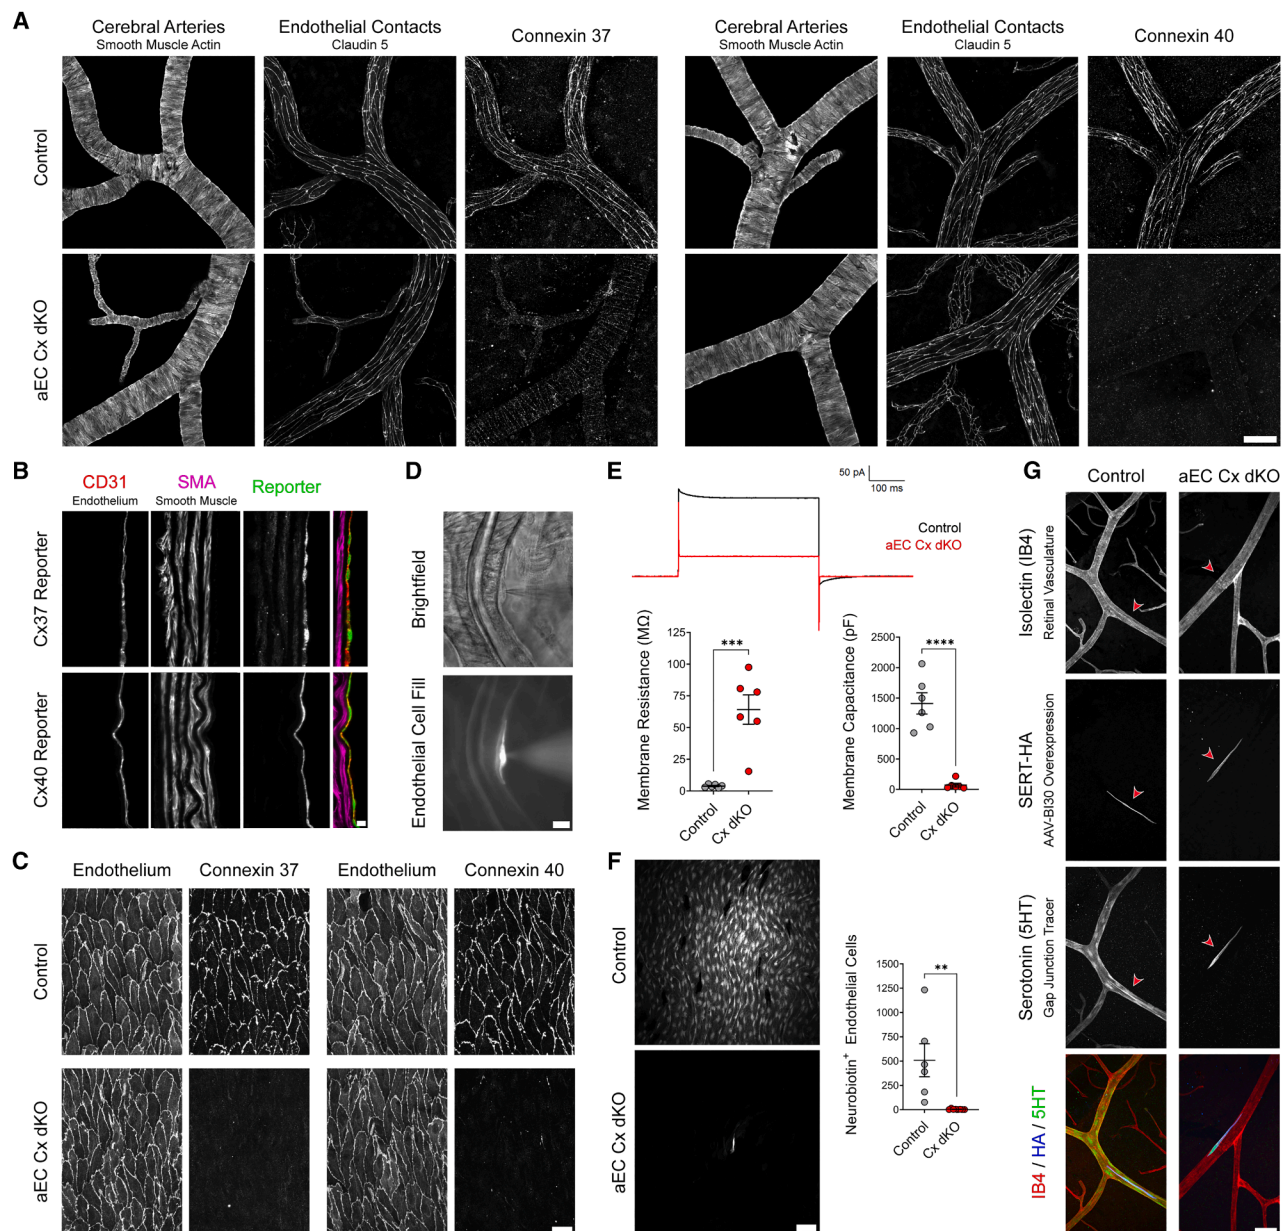 A
Cerebral Arteries
Smooth Muscle Actin
Endothelial Contacts
Claudin 5
Connexin 37
Cerebral Arteries
Smooth Muscle Actin
Endothelial Contacts
Claudin 5
Connexin 40
Control
aEC Cx dKO
B
CD31
Endothelium
SMA
Smooth Muscle
Reporter
Cx37 Reporter
Cx40 Reporter
C
Endothelium
Connexin 37
Endothelium
Connexin 40
Control
aEC Cx dKO
D
Brightfield
Endothelial Cell Fill
E
50 pA
100 ms
Control
aEC Cx dKO
Membrane Resistance (MΩ)
125
100
75
50
25
0
***
Control
Cx dKO
Membrane Capacitance (pF)
2500
2000
1500
1000
500
0
****
Control
Cx dKO
F
Control
aEC Cx dKO
Neurobiotin+ Endothelial Cells
1500
1250
1000
750
500
250
0
**
Control
Cx dKO
G
Control
aEC Cx dKO
Isolectin (IB4)
Retinal Vasculature
SERT-HA
AAV-BI30 Overexpression
Serotonin (5HT)
Gap Junction Tracer
IB4 / HA / 5HT